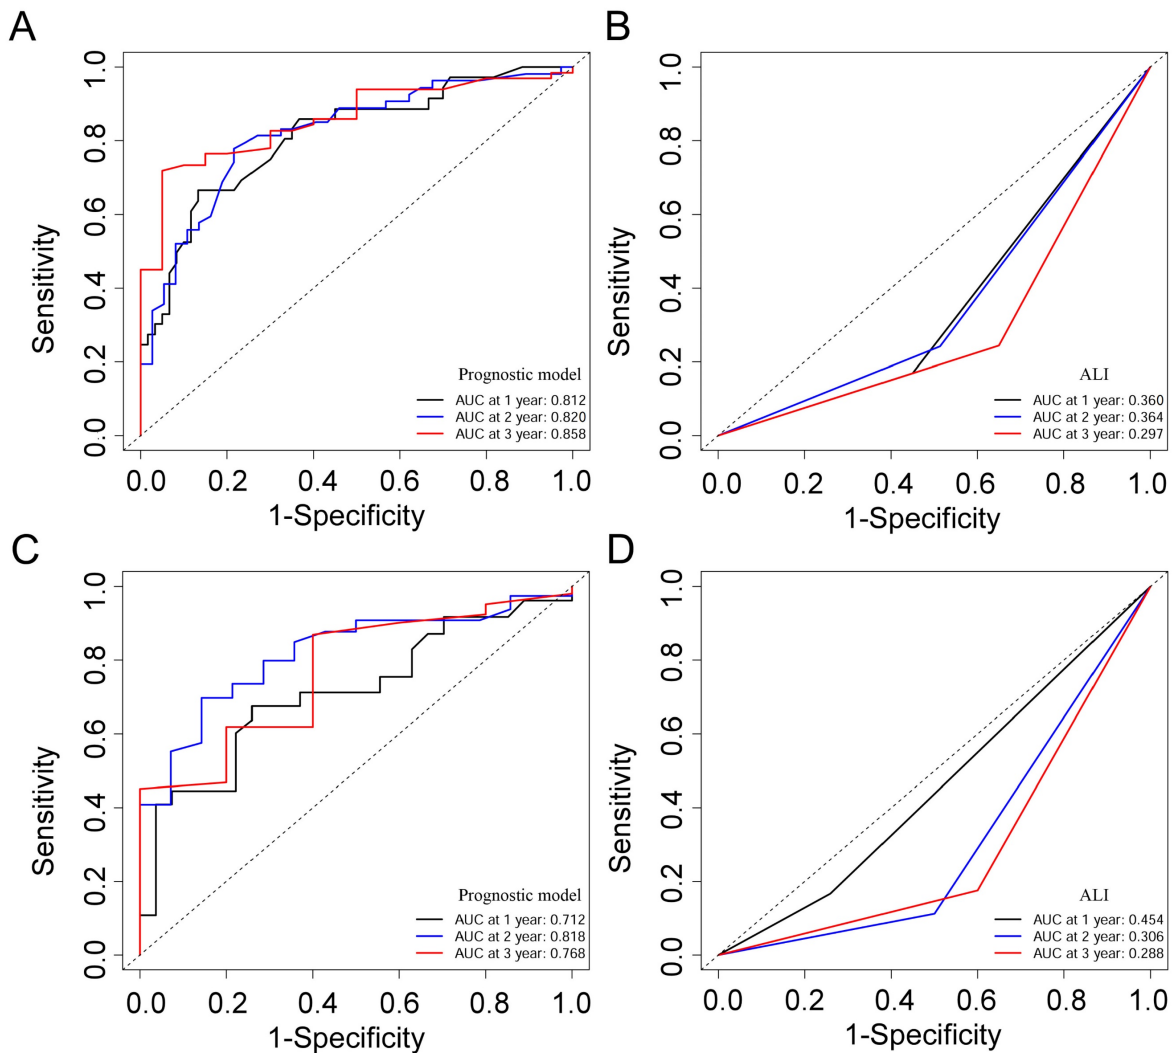 A
1.0
0.8
0.6
0.4
0.2
0.0
Sensitivity
Prognostic model
AUC at 1 year: 0.812
AUC at 2 year: 0.820
AUC at 3 year: 0.858
0.0 0.2 0.4 0.6 0.8 1.0
1-Specificity
B
1.0
0.8
0.6
0.4
0.2
0.0
Sensitivity
ALI
AUC at 1 year: 0.360
AUC at 2 year: 0.364
AUC at 3 year: 0.297
0.0 0.2 0.4 0.6 0.8 1.0
1-Specificity
C
1.0
0.8
0.6
0.4
0.2
0.0
Sensitivity
Prognostic model
AUC at 1 year: 0.712
AUC at 2 year: 0.818
AUC at 3 year: 0.768
0.0 0.2 0.4 0.6 0.8 1.0
1-Specificity
D
1.0
0.8
0.6
0.4
0.2
0.0
Sensitivity
ALI
AUC at 1 year: 0.454
AUC at 2 year: 0.306
AUC at 3 year: 0.288
0.0 0.2 0.4 0.6 0.8 1.0
1-Specificity